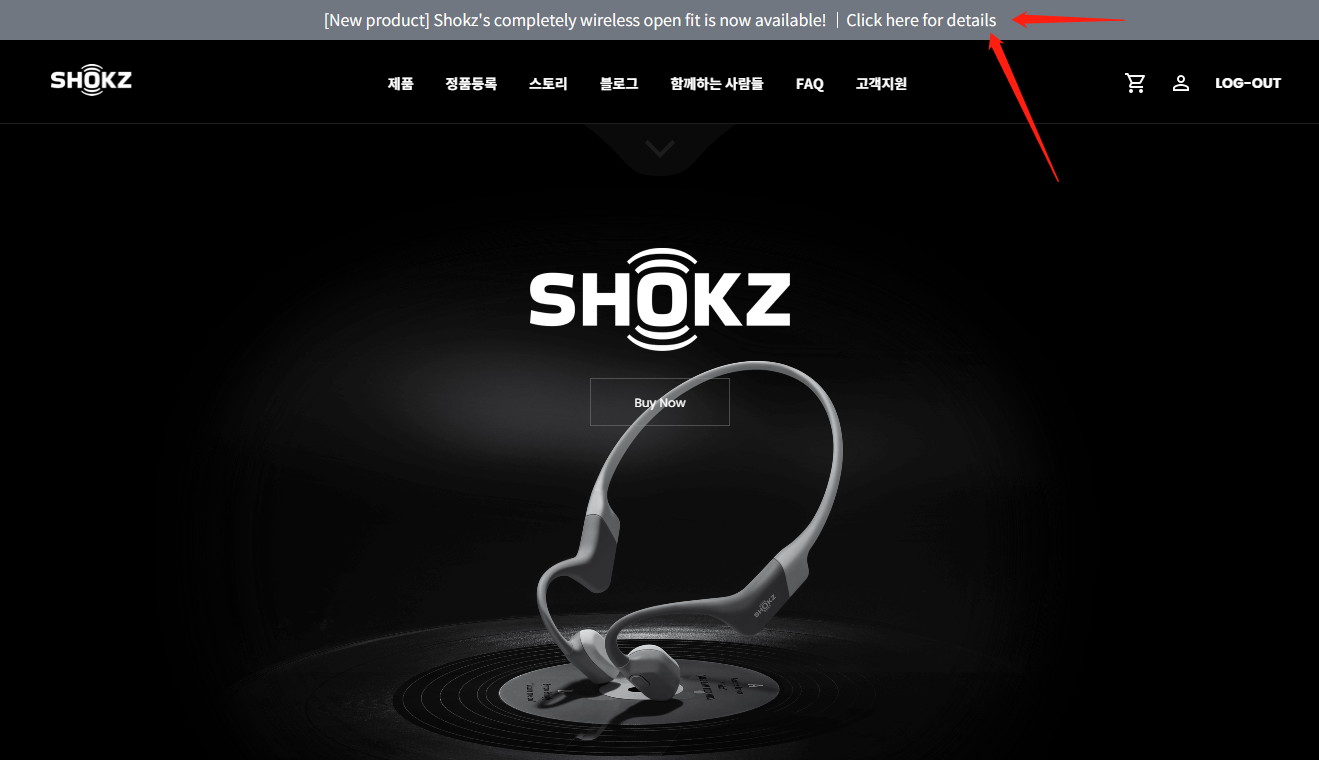 [New product] Shokz's completely wireless open fit is now available! | Click here for details
SHOKZ 제품 정품등록 스토리 블로그 함께하는 사람들 FAQ 고객지원 LOG-OUT
SHOKZ
Buy Now
SHOKZ